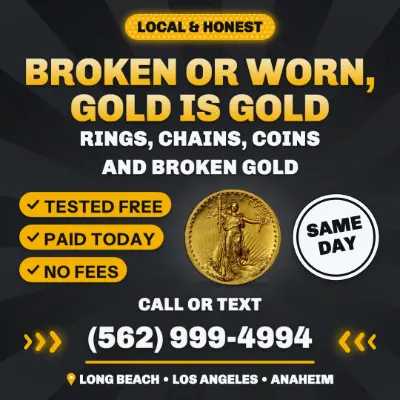 LOCAL & HONEST
BROKEN OR WORN,
GOLD IS GOLD
RINGS, CHAINS, COINS
AND BROKEN GOLD
✓ TESTED FREE
✓ PAID TODAY
✓ NO FEES
SAME
DAY
CALL OR TEXT
(562) 999-4994
LONG BEACH • LOS ANGELES • ANAHEIM